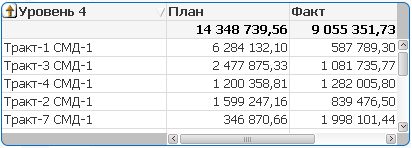 Уровень 4 План Факт
14 348 739,56 9 055 351,73
Тракт-1 СМД-1 6 284 132,10 587 789,30
Тракт-3 СМД-1 2 477 875,33 1 081 735,77
Тракт-4 СМД-1 1 200 358,81 1 282 005,80
Тракт-2 СМД-1 1 599 247,16 839 476,50
Тракт-7 СМД-1 346 870,66 1 998 101,44